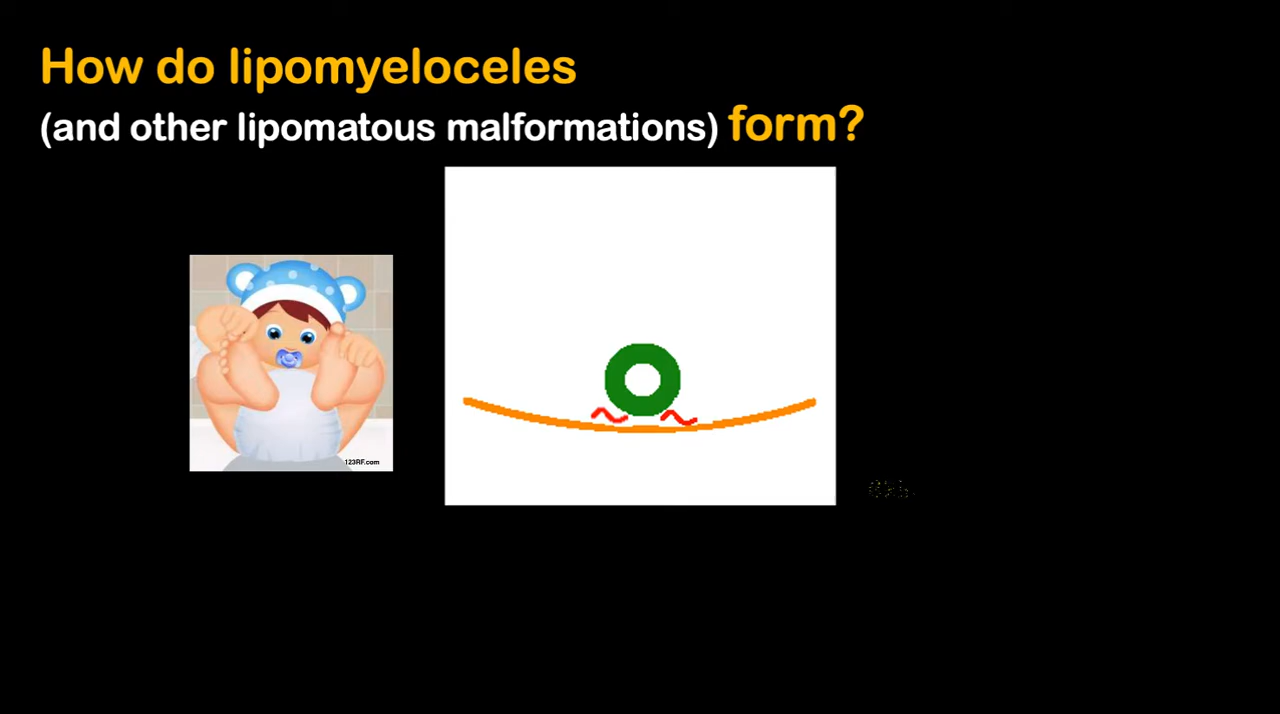 How do lipomyeloceles
(and other lipomatous malformations) form?
123RF.com